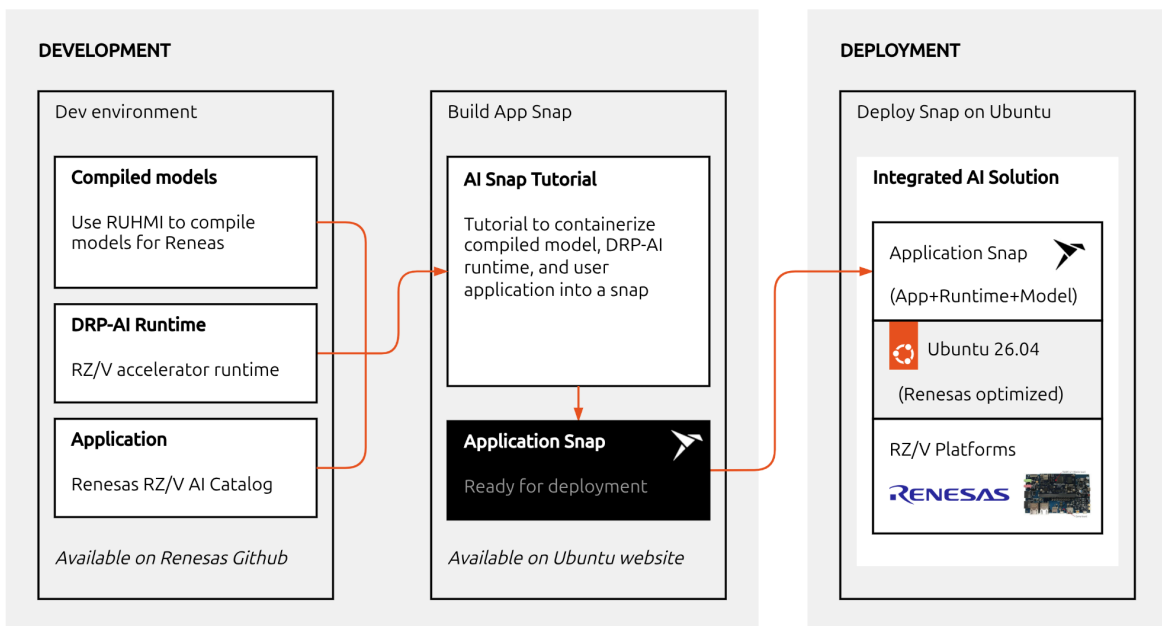 DEVELOPMENT
Dev environment
Compiled models
Use RUHMI to compile
models for Reneas
DRP-AI Runtime
RZ/V accelerator runtime
Application
Renesas RZ/V AI Catalog
Available on Renesas Github
Build App Snap
AI Snap Tutorial
Tutorial to containerize
compiled model, DRP-AI
runtime, and user
application into a snap
Application Snap
Ready for deployment
Available on Ubuntu website
DEPLOYMENT
Deploy Snap on Ubuntu
Integrated AI Solution
Application Snap
(App+Runtime+Model)
Ubuntu 26.04
(Renesas optimized)
RZ/V Platforms
RENESAS